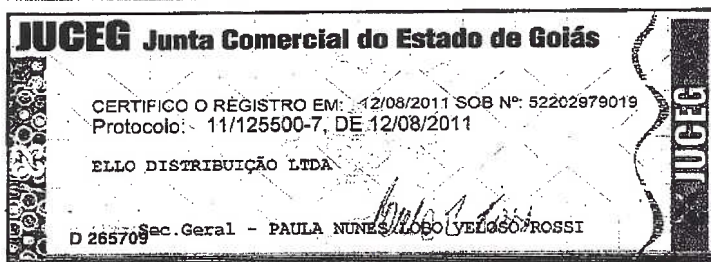 JUCEG Junta Comercial do Estado de Goiás
CERTIFICO O REGISTRO EM: 12/08/2011 SOB Nº: 52202979019
Protocolo: 11/125500-7, DE 12/08/2011
ELLO DISTRIBUIÇÃO LTDA
D 265709
Sec.Geral - PAULA NUNES LOBO VELOSO ROSSI
JUCEG